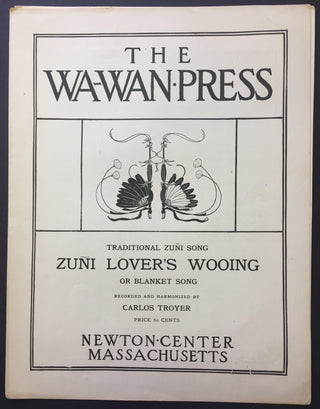 THE
WA-WAN·PRESS
TRADITIONAL ZUÑI SONG
ZUÑI LOVER'S WOOING
OR BLANKET SONG
RECORDED AND HARMONIZED BY
CARLOS TROYER
PRICE 60 CENTS
NEWTON·CENTER
MASSACHUSETTS